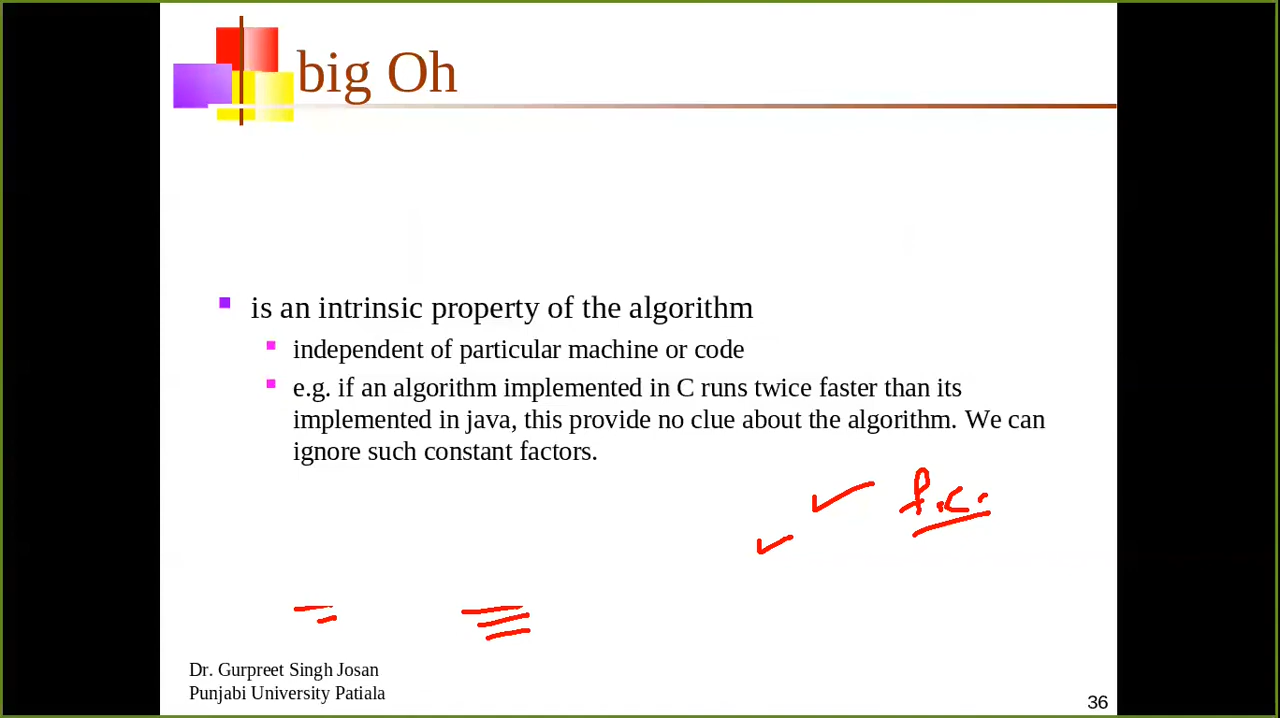 big Oh
is an intrinsic property of the algorithm
independent of particular machine or code
e.g. if an algorithm implemented in C runs twice faster than its
implemented in java, this provide no clue about the algorithm. We can
ignore such constant factors.
Dr. Gurpreet Singh Josan
Punjabi University Patiala
36